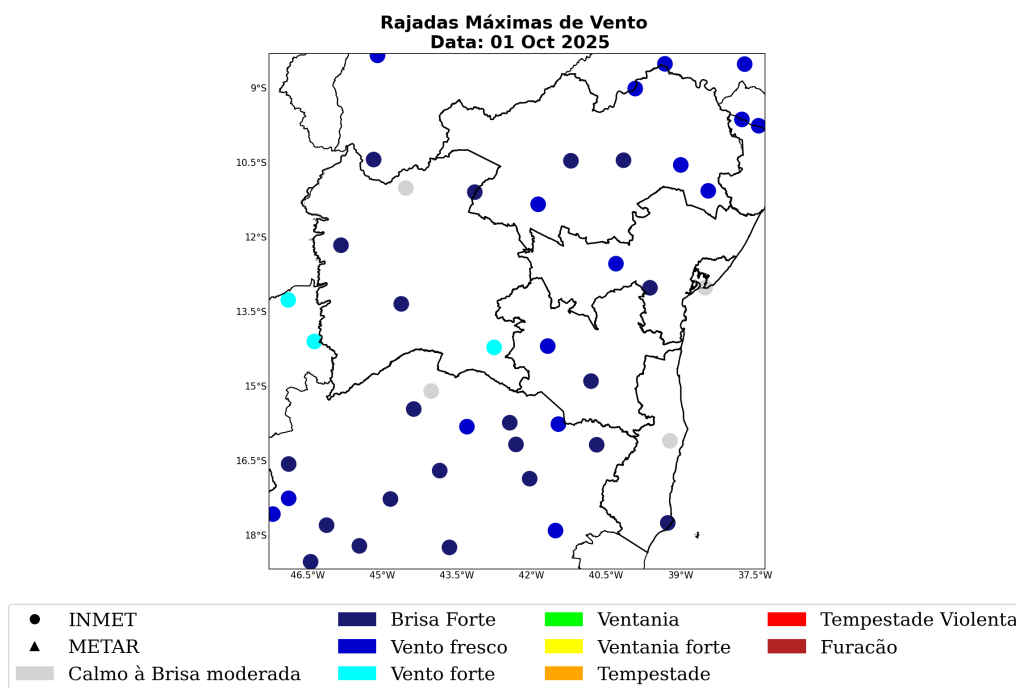 Rajadas Máximas de Vento
Data: 01 Oct 2025
9°S
10.5°S
12°S
13.5°S
15°S
16.5°S
18°S
46.5°W 45°W 43.5°W 42°W 40.5°W 39°W 37.5°W
INMET
METAR
Calmo à Brisa moderada
Brisa Forte
Vento fresco
Vento forte
Ventania
Ventania forte
Tempestade
Tempestade Violenta
Furacão